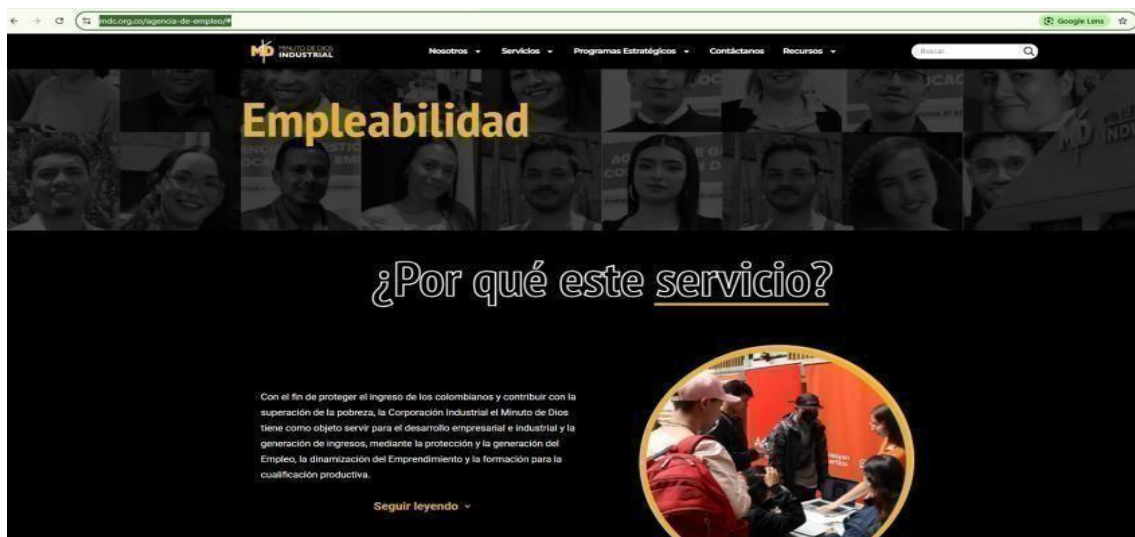 mdc.org.co/agencia-de-empleo/#
Google Lens
MD MINUTO DE DIOS
INDUSTRIAL
Nosotros Servicios Programas Estratégicos Contáctanos Recursos
Buscar...
Empleabilidad
¿Por qué este servicio?
Con el fin de proteger el ingreso de los colombianos y contribuir con la
superación de la pobreza, la Corporación Industrial el Minuto de Dios
tiene como objeto servir para el desarrollo empresarial e industrial y la
generación de ingresos, mediante la protección y la generación del
Empleo, la dinamización del Emprendimiento y la formación para la
cualificación productiva.
Seguir leyendo